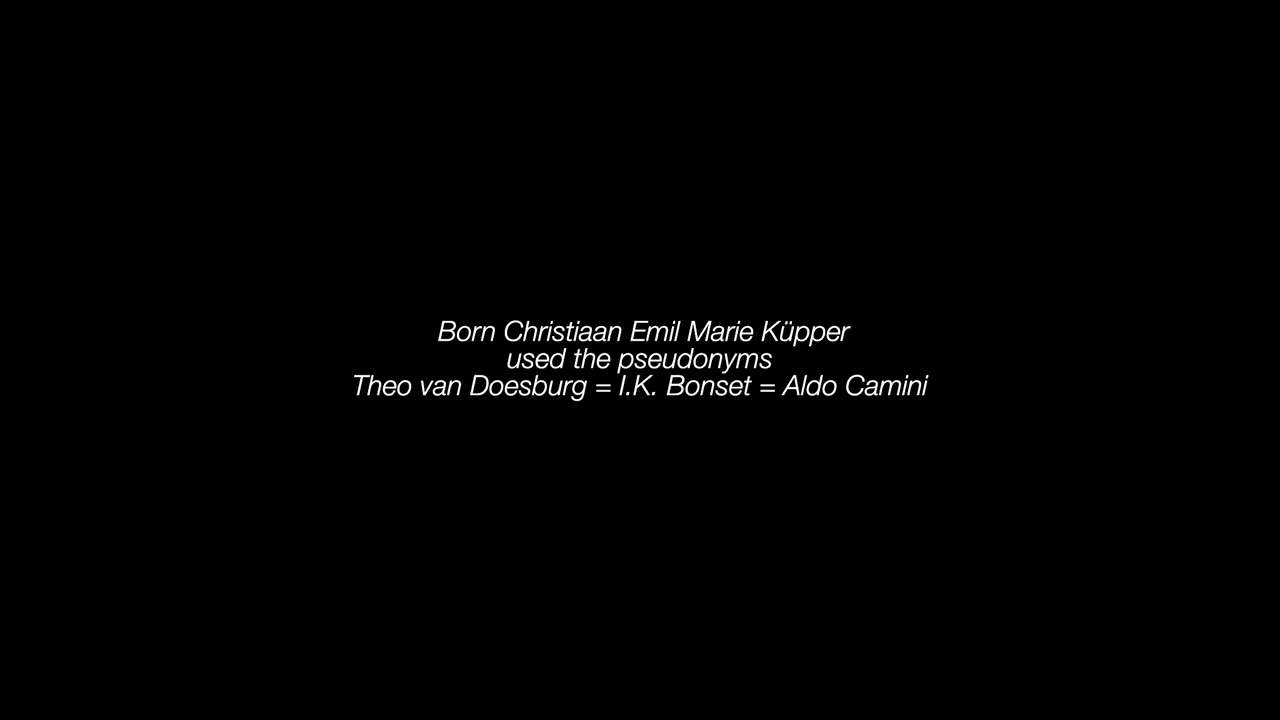 Born Christiaan Emil Marie Küpper
used the pseudonyms
Theo van Doesburg = I.K. Bonset = Aldo Camini